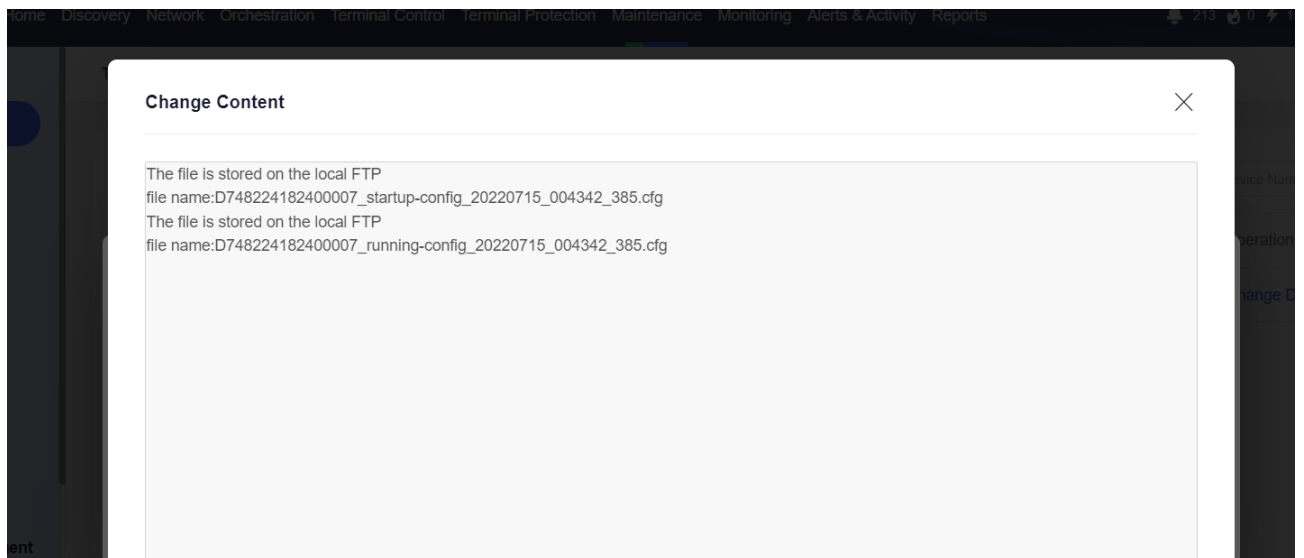 Home Discovery Network Orchestration Terminal Control Terminal Protection Maintenance Monitoring Alerts & Activity Reports 213 0
Change Content
The file is stored on the local FTP
file name:D748224182400007_startup-config_20220715_004342_385.cfg
The file is stored on the local FTP
file name:D748224182400007_running-config_20220715_004342_385.cfg